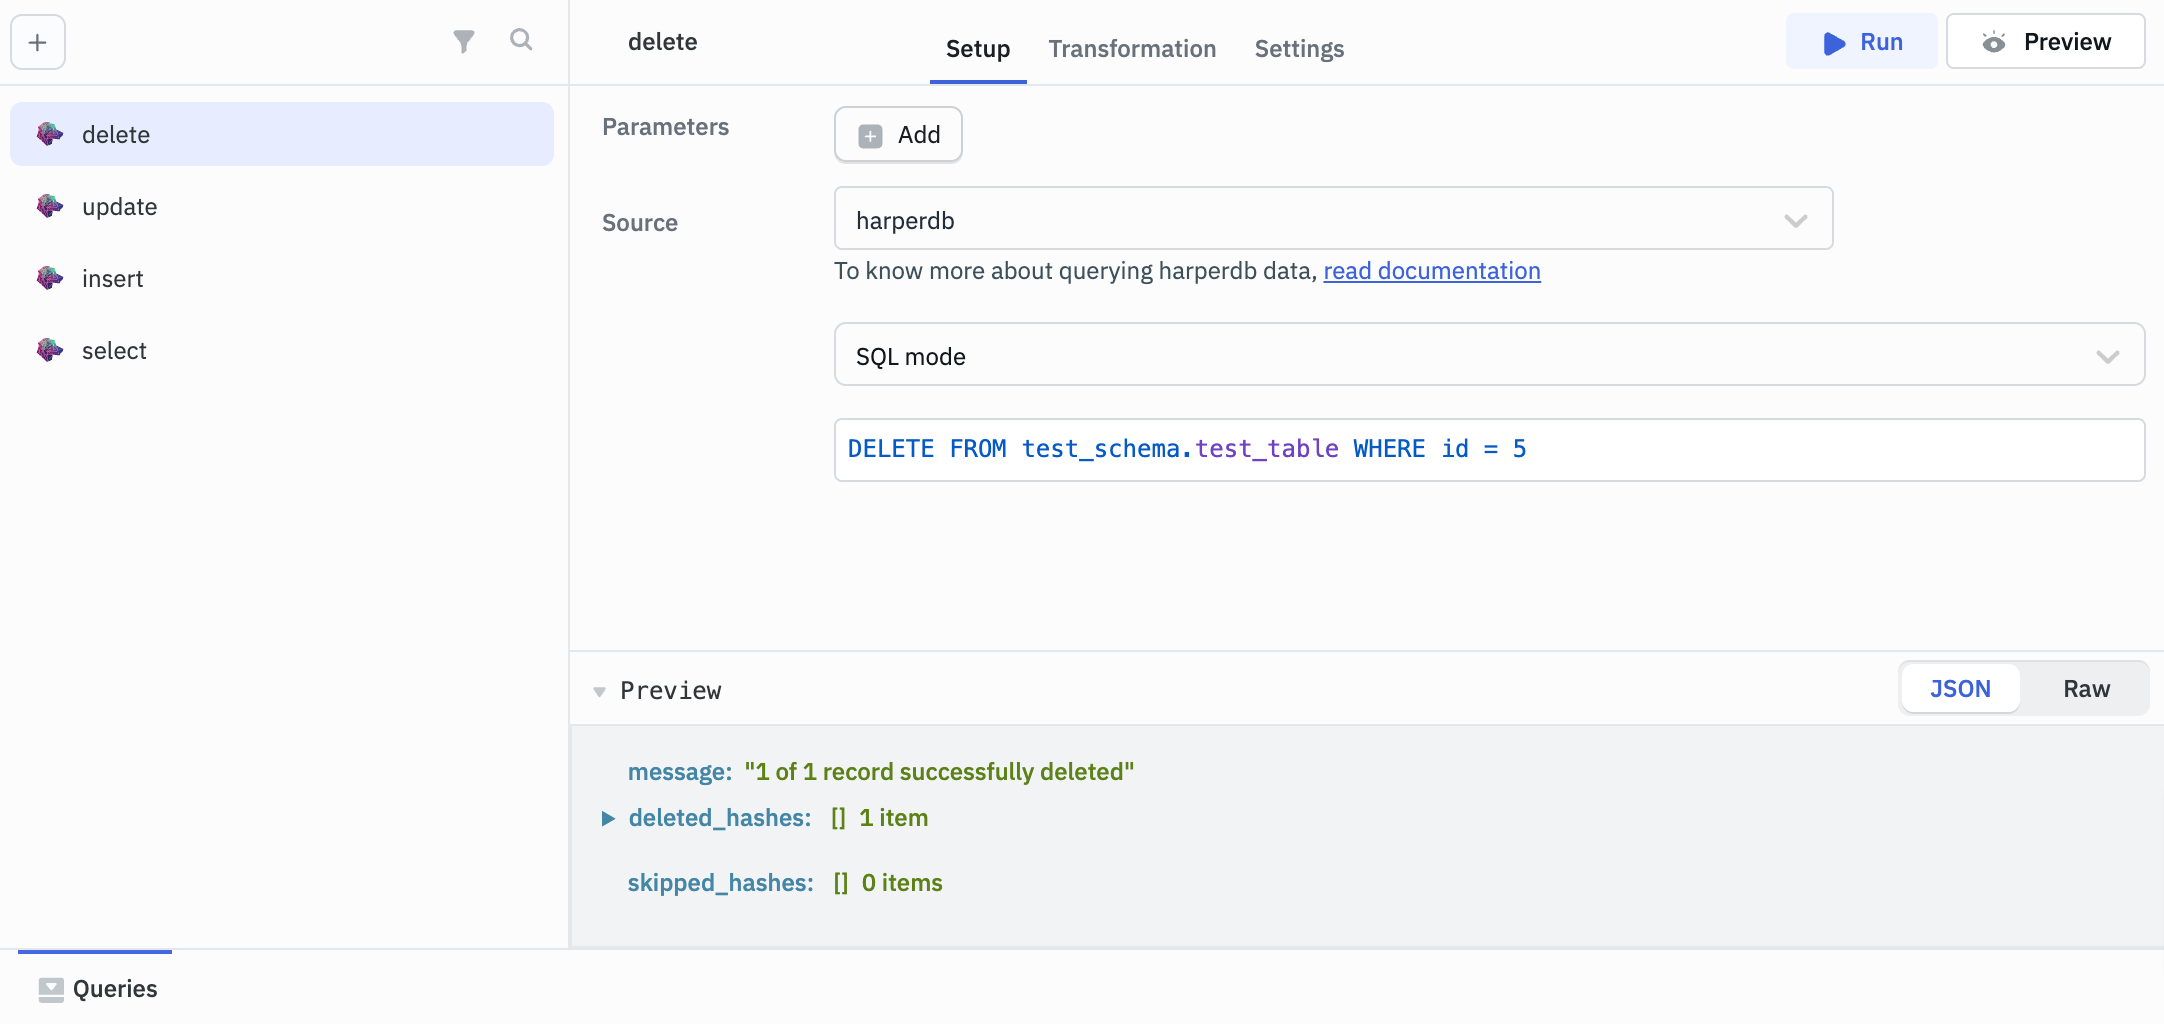 delete
Setup Transformation Settings
Run
Preview
delete
update
insert
select
Parameters
Add
Source
harperdb
To know more about querying harperdb data, read documentation
SQL mode
DELETE FROM test_schema.test_table WHERE id = 5
Preview
JSON Raw
message: "1 of 1 record successfully deleted"
deleted_hashes: [] 1 item
skipped_hashes: [] 0 items
Queries